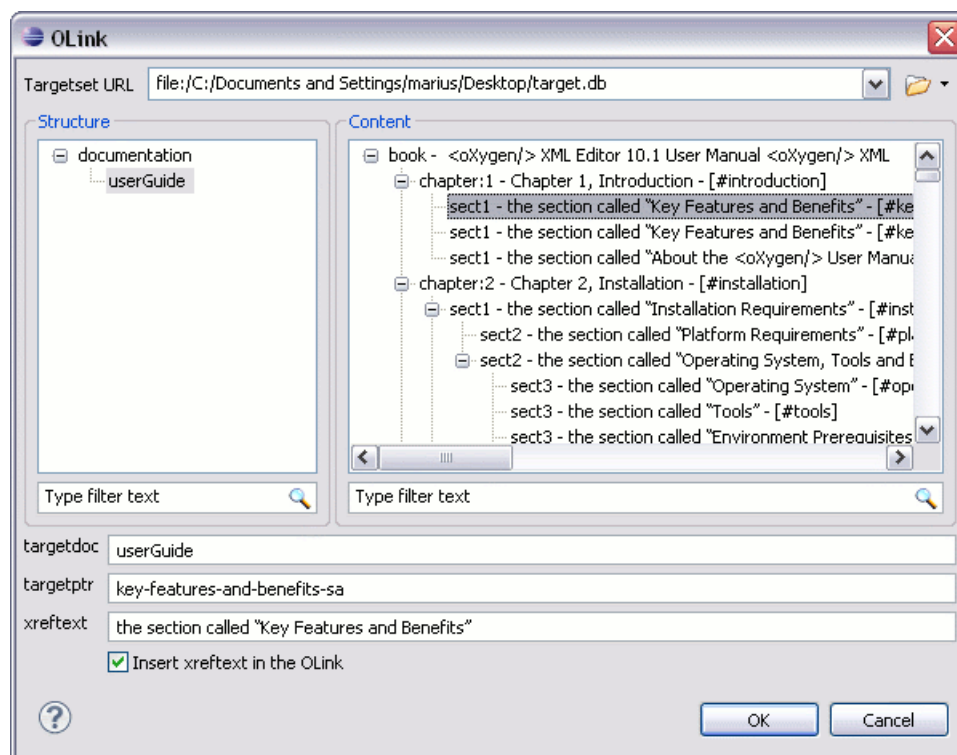 OLink
Targetset URL file:/C:/Documents and Settings/marius/Desktop/target.db
Structure
documentation
userGuide
Type filter text
Content
book - <oXygen/> XML Editor 10.1 User Manual <oXygen/> XML
chapter:1 - Chapter 1, Introduction - [#introduction]
sect1 - the section called “Key Features and Benefits” - [#ke
sect1 - the section called “Key Features and Benefits” - [#ke
sect1 - the section called “About the <oXygen/> User Manua
chapter:2 - Chapter 2, Installation - [#installation]
sect1 - the section called “Installation Requirements” - [#inst
sect2 - the section called “Platform Requirements” - [#pl
sect2 - the section called “Operating System, Tools and E
sect3 - the section called “Operating System” - [#ope
sect3 - the section called “Tools” - [#tools]
sect3 - the section called “Environment Prerequisites
Type filter text
targetdoc userGuide
targetptr key-features-and-benefits-sa
xreftext the section called “Key Features and Benefits”
Insert xreftext in the OLink
OK Cancel